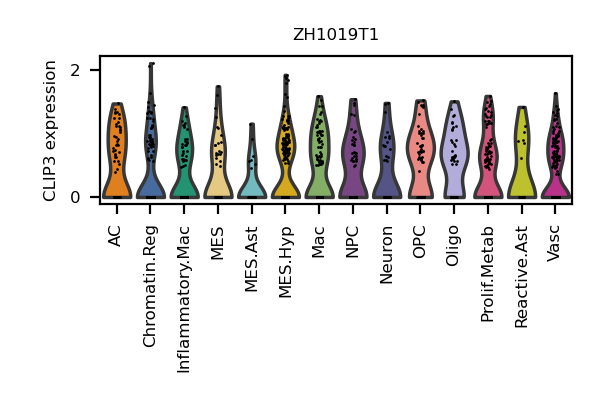 ZH1019T1
CLIP3 expression
2
0
AC
Chromatin.Reg
Inflammatory.Mac
MES
MES.Ast
MES.Hyp
Mac
NPC
Neuron
OPC
Oligo
Prolif.Metab
Reactive.Ast
Vasc